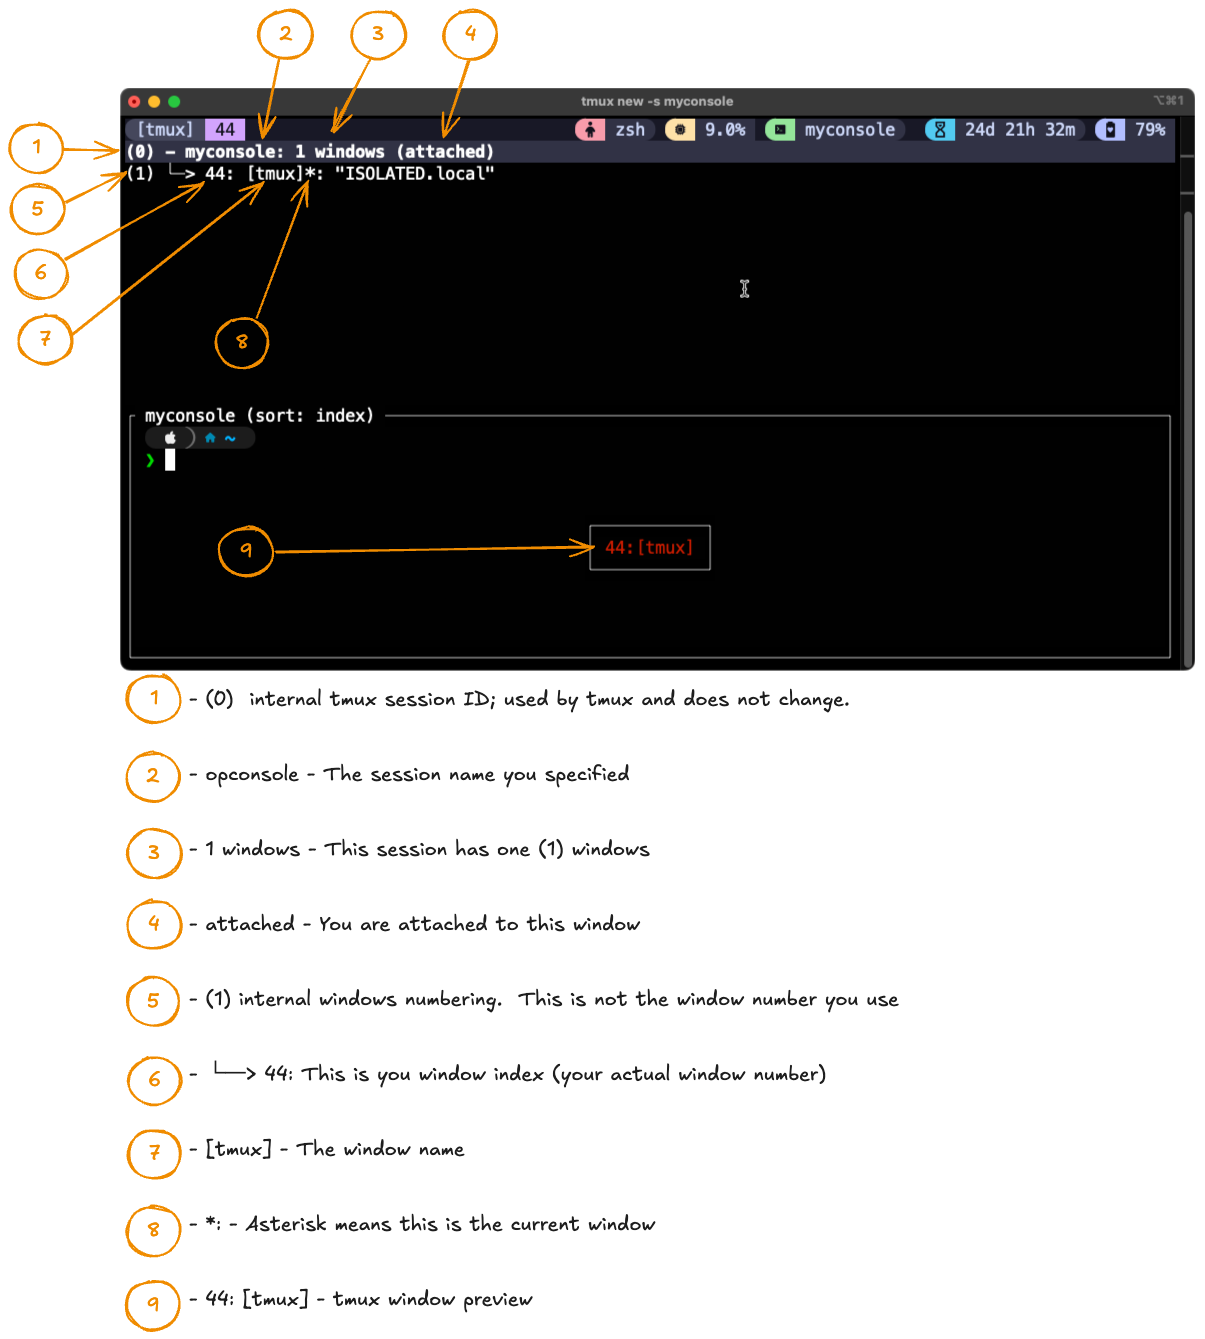 2
3
4
tmux new -s myconsole
⌥⌘1
[tmux] 44 zsh 9.0% myconsole 24d 21h 32m 79%
1
(0) - myconsole: 1 windows (attached)
5
(1) └─> 44: [tmux]*: "ISOLATED.local"
6
7
8
myconsole (sort: index)
~
❯
9
44:[tmux]
1 - (0) internal tmux session ID; used by tmux and does not change.
2 - opconsole - The session name you specified
3 - 1 windows - This session has one (1) windows
4 - attached - You are attached to this window
5 - (1) internal windows numbering. This is not the window number you use
6 - └──> 44: This is you window index (your actual window number)
7 - [tmux] - The window name
8 - *: - Asterisk means this is the current window
9 - 44: [tmux] - tmux window preview